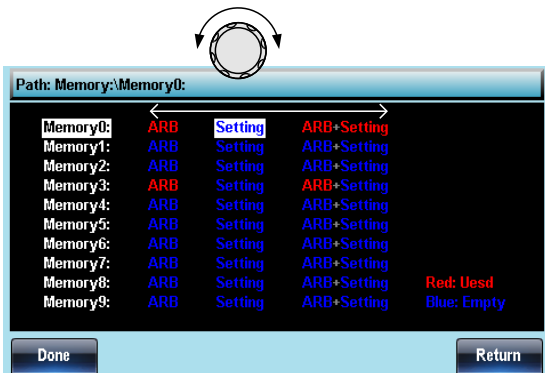 Path: Memory:\Memory0:
Memory0: ARB Setting ARB+Setting
Memory1: ARB Setting ARB+Setting
Memory2: ARB Setting ARB+Setting
Memory3: ARB Setting ARB+Setting
Memory4: ARB Setting ARB+Setting
Memory5: ARB Setting ARB+Setting
Memory6: ARB Setting ARB+Setting
Memory7: ARB Setting ARB+Setting
Memory8: ARB Setting ARB+Setting Red: Uesd
Memory9: ARB Setting ARB+Setting Blue: Empty
Done Return